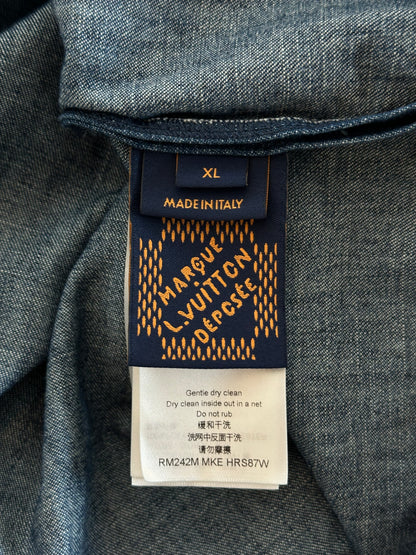 XL
MADE IN ITALY
MARQUE
L.VUITTON
DÉPOSÉE
Gentle dry clean
Dry clean inside out in a net
Do not rub
缓和干洗
洗网中反面干洗
请勿摩擦
RM242M MKE HRS87W